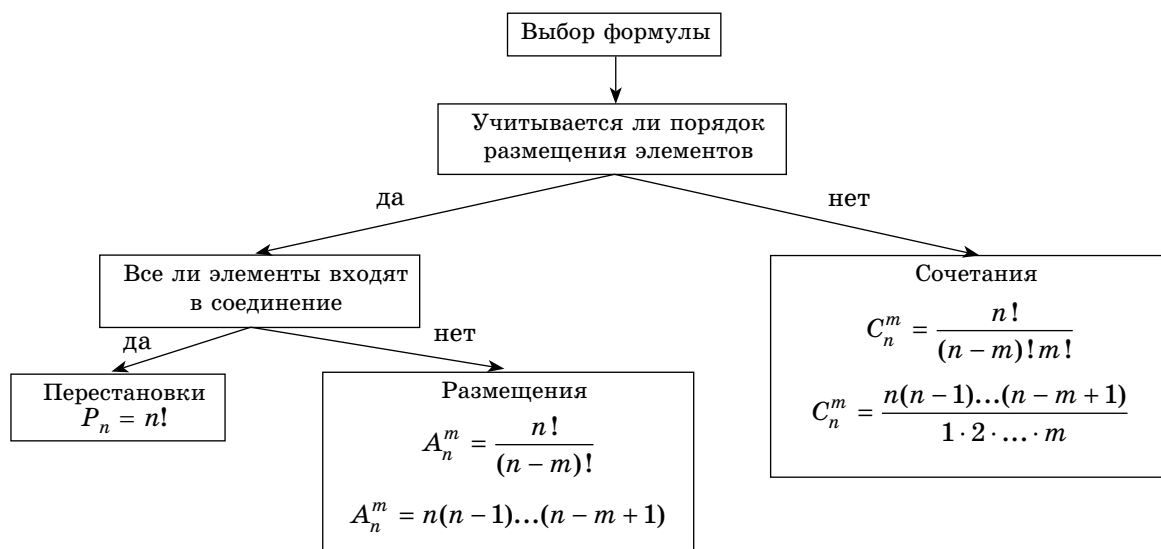 Выбор формулы
Учитывается ли порядок
размещения элементов
да
нет
Все ли элементы входят
в соединение
да
нет
Перестановки
P_n = n!
Размещения
A_n^m = n! / (n − m)!
A_n^m = n(n − 1)...(n − m + 1)
Сочетания
C_n^m = n! / (n − m)! m!
C_n^m = n(n − 1)...(n − m + 1) / 1 · 2 · ... · m